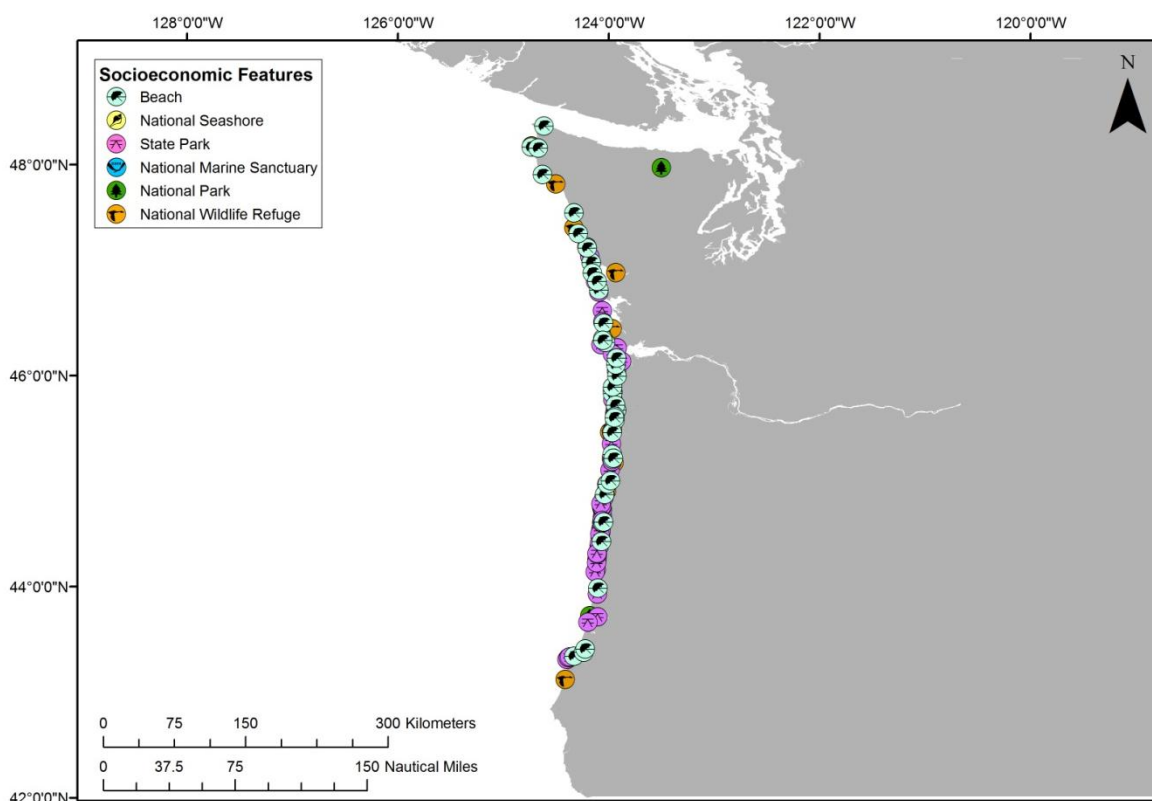 128°0'0"W 126°0'0"W 124°0'0"W 122°0'0"W 120°0'0"W
Socioeconomic Features
Beach
National Seashore
State Park
National Marine Sanctuary
National Park
National Wildlife Refuge
N
48°0'0"N
46°0'0"N
44°0'0"N
0 75 150 300 Kilometers
0 37.5 75 150 Nautical Miles
42°0'0"N